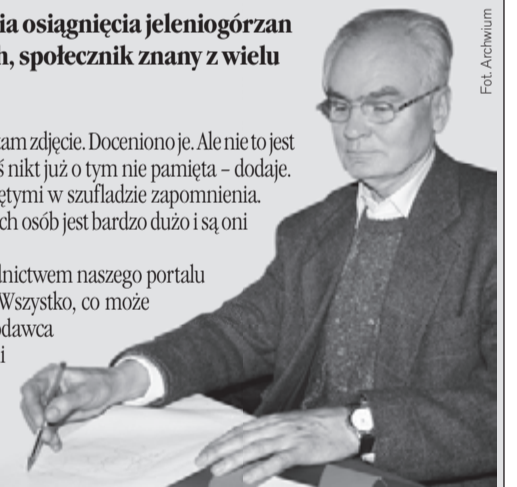 ia osiągnięcia jeleniogórzan
h, społecznik znany z wielu
Fot. Archwium
am zdjęcie. Doceniono je. Ale nie to jest
ś nikt już o tym nie pamięta – dodaje.
ętymi w szufladzie zapomnienia.
ch osób jest bardzo dużo i są oni
dnictwem naszego portalu
Wszystko, co może
odawca
i